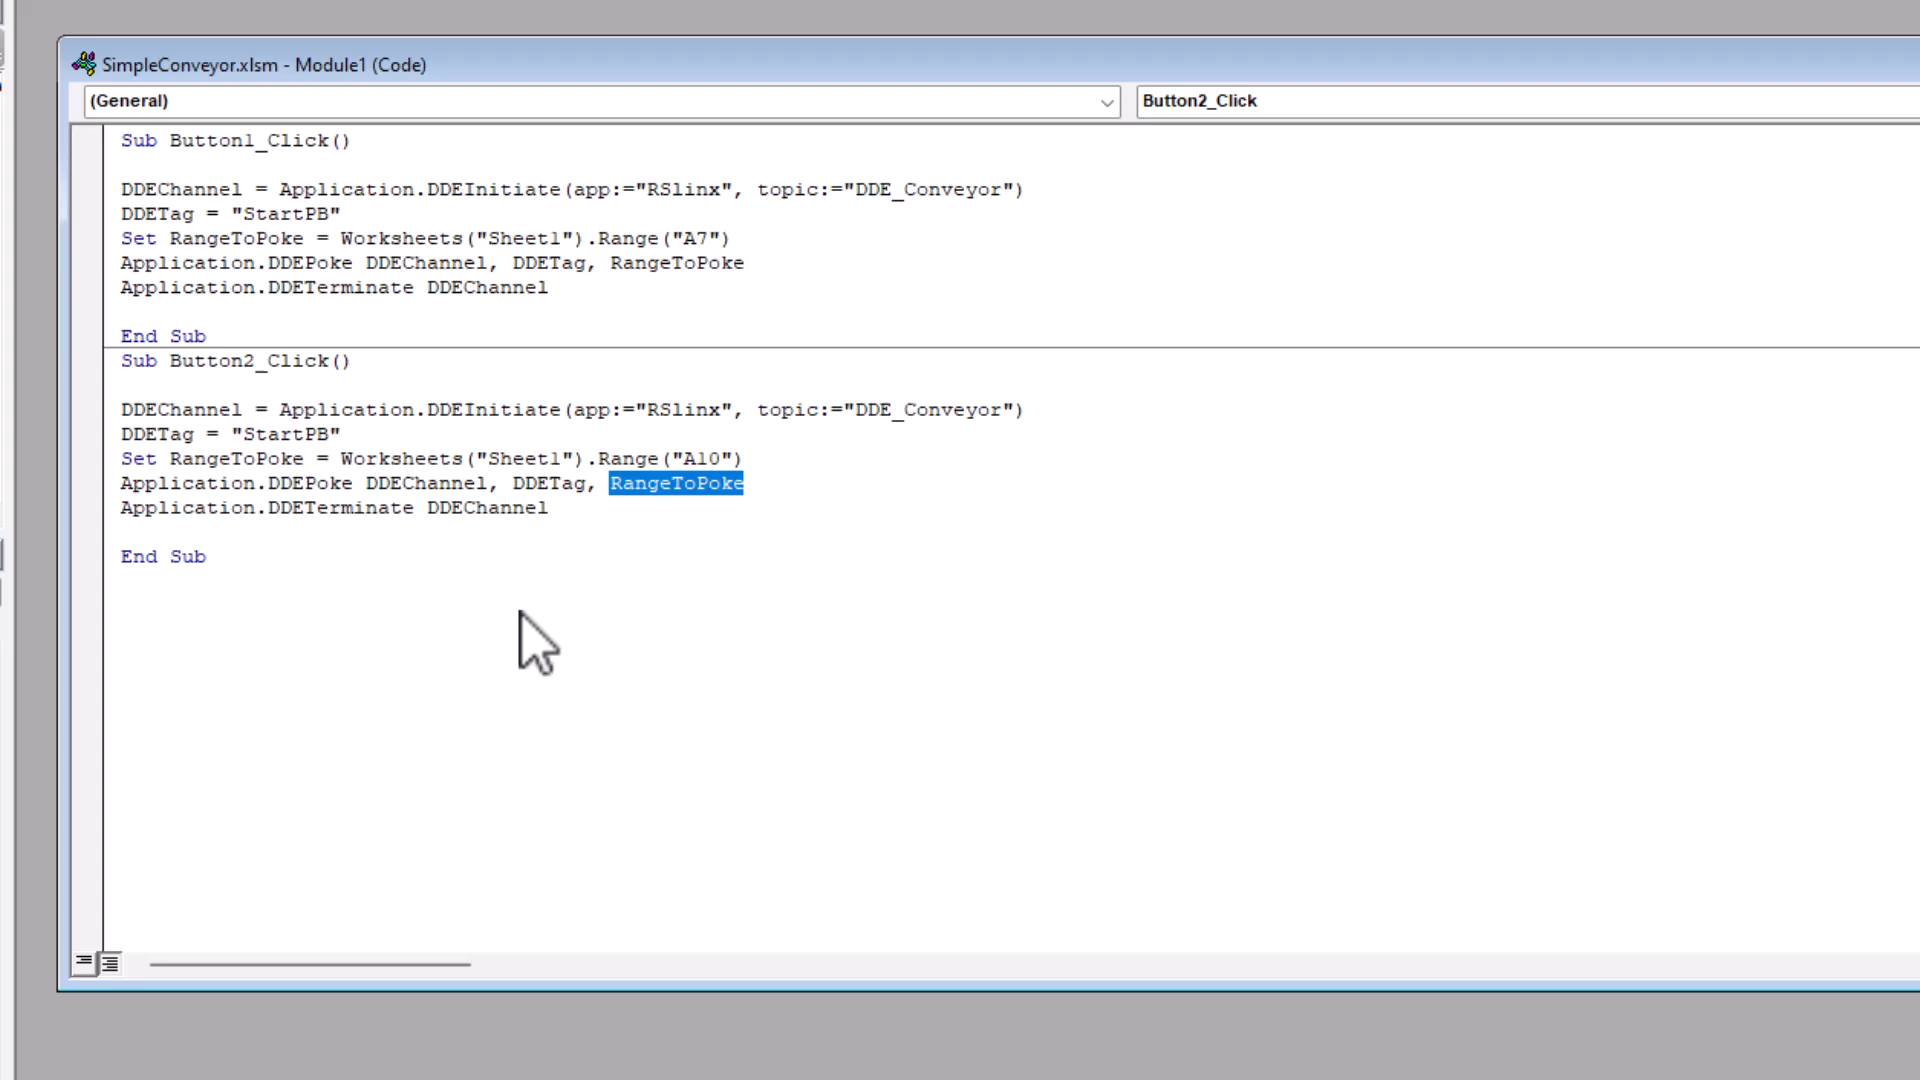 SimpleConveyor.xlsm - Module1 (Code)
(General)
Button2_Click
Sub Button1_Click()
DDEChannel = Application.DDEInitiate(app:="RSlinx", topic:="DDE_Conveyor")
DDETag = "StartPB"
Set RangeToPoke = Worksheets("Sheet1").Range("A7")
Application.DDEPoke DDEChannel, DDETag, RangeToPoke
Application.DDETerminate DDEChannel
End Sub
Sub Button2_Click()
DDEChannel = Application.DDEInitiate(app:="RSlinx", topic:="DDE_Conveyor")
DDETag = "StartPB"
Set RangeToPoke = Worksheets("Sheet1").Range("A10")
Application.DDEPoke DDEChannel, DDETag, RangeToPoke
Application.DDETerminate DDEChannel
End Sub